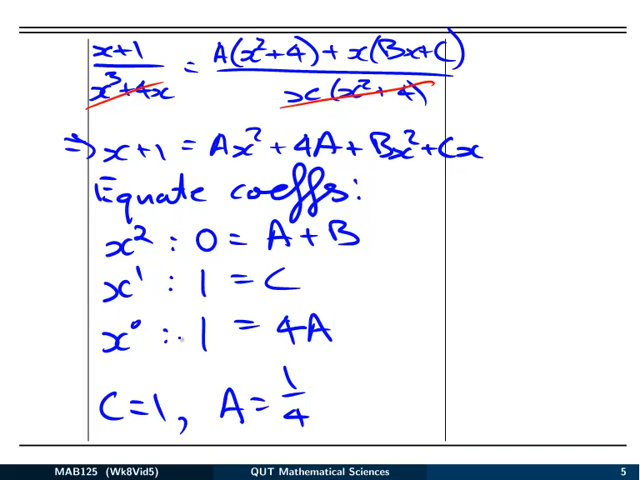 x+1 / x³+4x = A(x²+4) + x(Bx+C) / x(x²+4)
⇒ x+1 = Ax² + 4A + Bx² + Cx
Equate coeffs:
x² : 0 = A + B
x¹ : 1 = C
x⁰ : 1 = 4A
C=1, A = 1/4
MAB125 (Wk8Vid5) QUT Mathematical Sciences 5